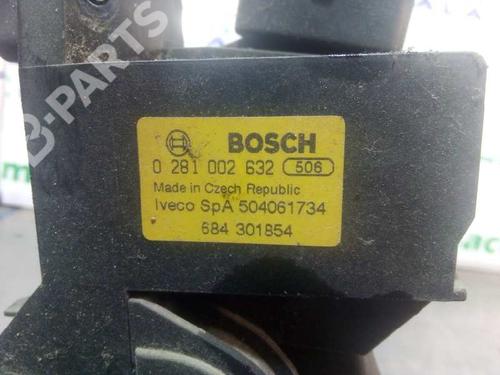 BOSCH
0 281 002 632 506
Made in Czech Republic
Iveco SpA 504061734
684 301854
B-PARTS